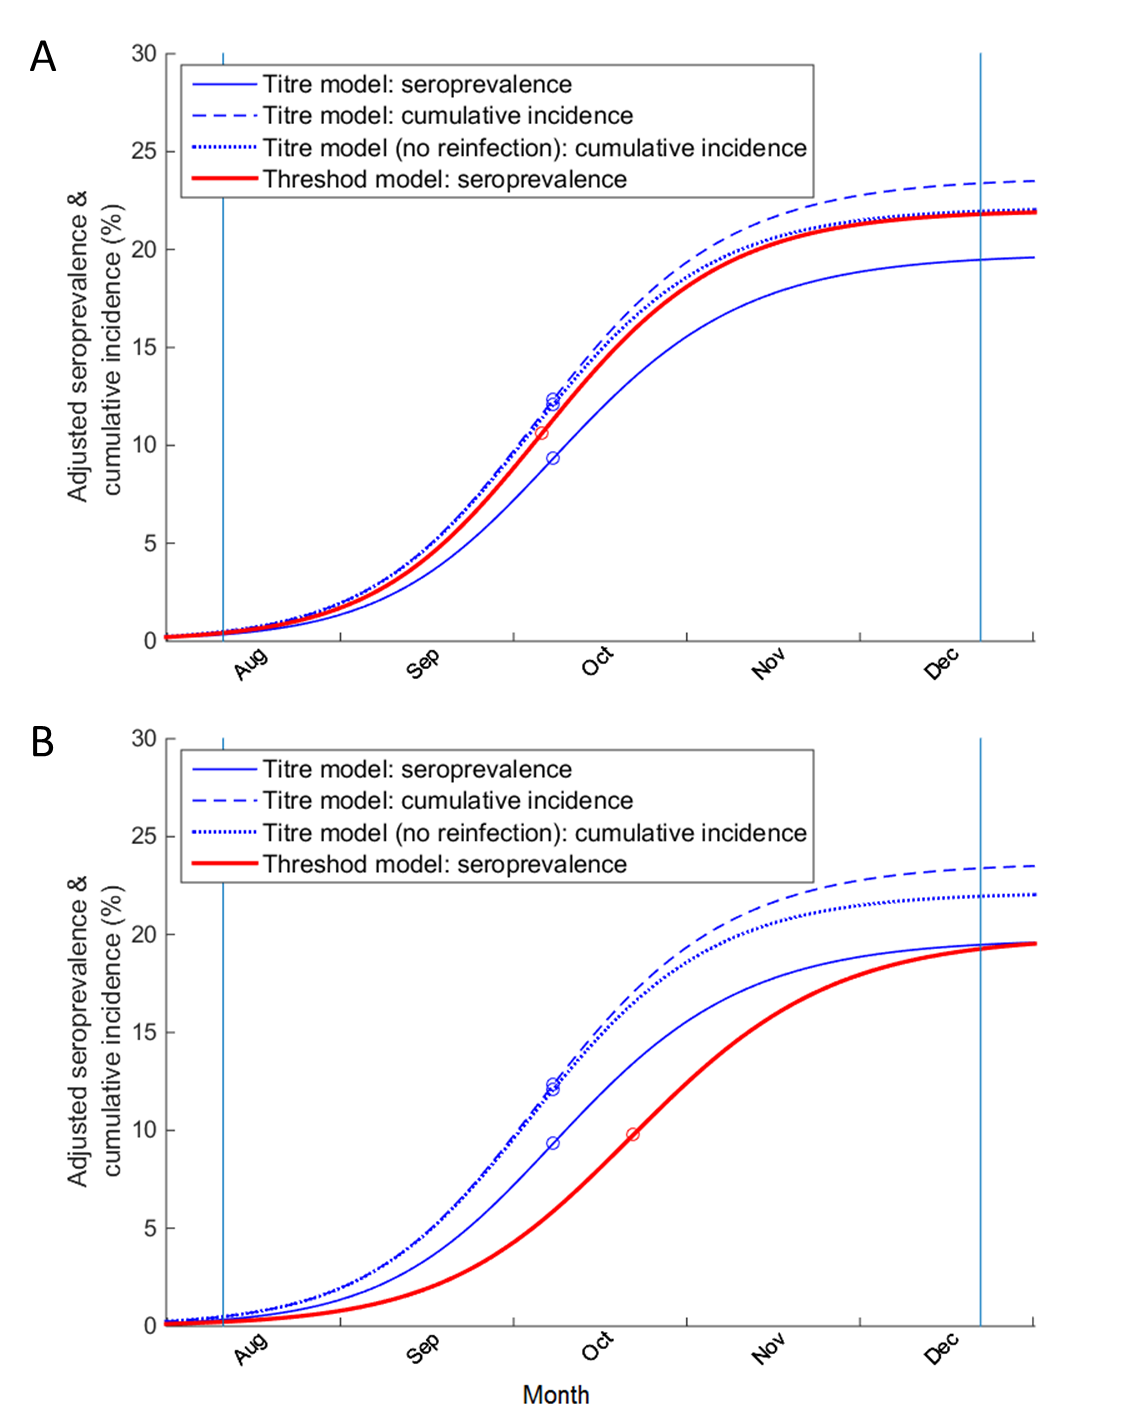 A
30
25
20
15
10
5
0
Adjusted seroprevalence &
cumulative incidence (%)
Titre model: seroprevalence
Titre model: cumulative incidence
Titre model (no reinfection): cumulative incidence
Threshod model: seroprevalence
Aug
Sep
Oct
Nov
Dec
B
30
25
20
15
10
5
0
Adjusted seroprevalence &
cumulative incidence (%)
Titre model: seroprevalence
Titre model: cumulative incidence
Titre model (no reinfection): cumulative incidence
Threshod model: seroprevalence
Aug
Sep
Oct
Nov
Dec
Month